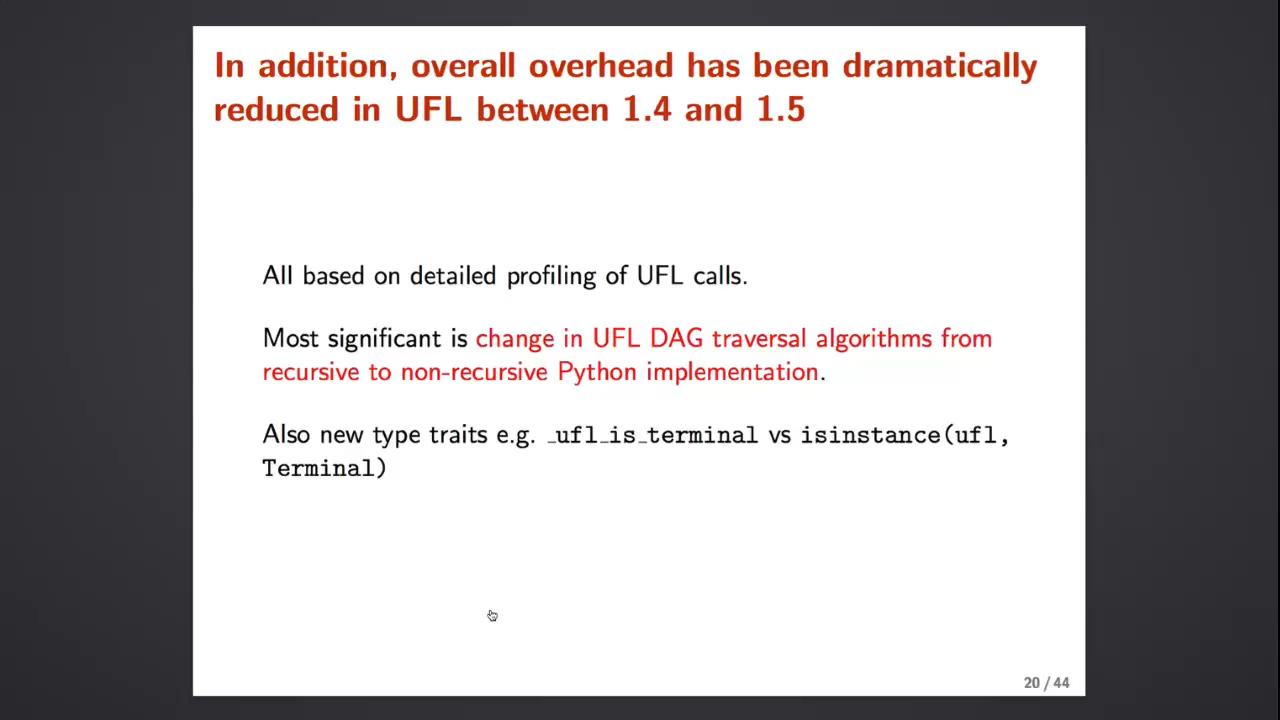 In addition, overall overhead has been dramatically
reduced in UFL between 1.4 and 1.5
All based on detailed profiling of UFL calls.
Most significant is change in UFL DAG traversal algorithms from
recursive to non-recursive Python implementation.
Also new type traits e.g. _ufl_is_terminal vs isinstance(ufl,
Terminal)
20 / 44